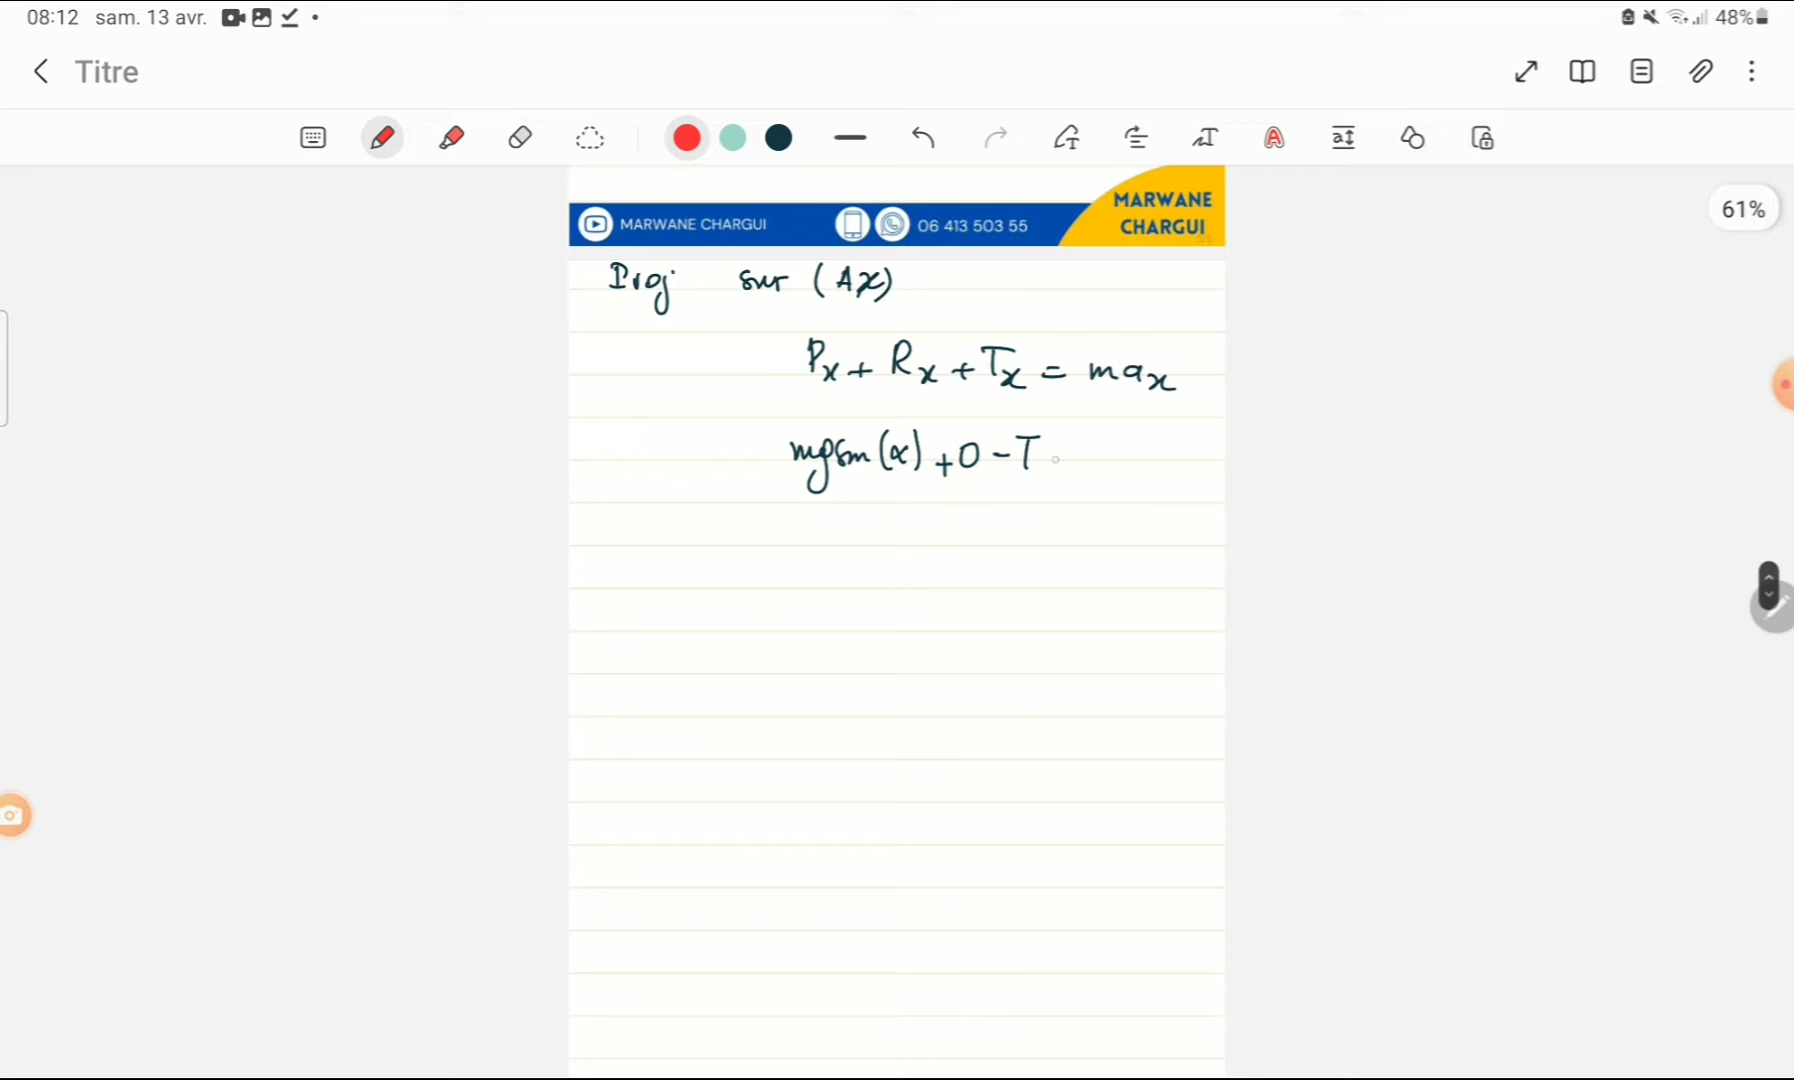 08:12 sam. 13 avr. 48%
Titre
61%
MARWANE CHARGUI 06 413 503 55 MARWANE CHARGUI
Proj sur (Ax)
Px + Rx + Tx = max
mgsin(α) + 0 - T